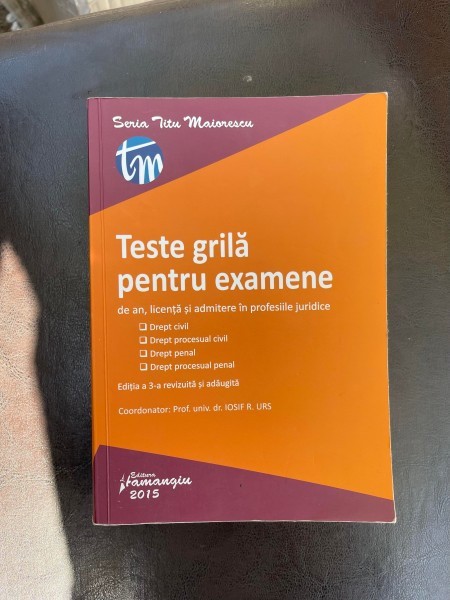 Seria Titu Maiorescu
tm
Teste grilă
pentru examene
de an, licență și admitere în profesiile juridice
❑ Drept civil
❑ Drept procesual civil
❑ Drept penal
❑ Drept procesual penal
Ediția a 3-a revizuită și adăugită
Coordonator: Prof. univ. dr. IOSIF R. URS
Editura
Hamangiu
2015